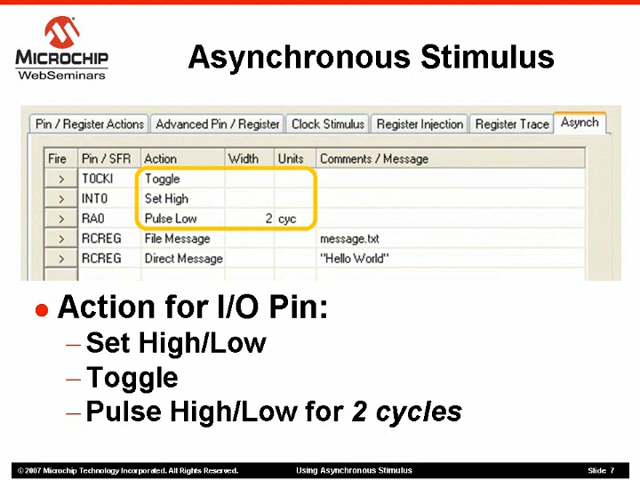 MICROCHIP
WebSeminars
Asynchronous Stimulus
Pin / Register Actions Advanced Pin / Register Clock Stimulus Register Injection Register Trace Asynch
Fire Pin / SFR Action Width Units Comments / Message
> T0CKI Toggle
> INT0 Set High
> RA0 Pulse Low 2 cyc
> RCREG File Message message.txt
> RCREG Direct Message "Hello World"
● Action for I/O Pin:
– Set High/Low
– Toggle
– Pulse High/Low for 2 cycles
© 2007 Microchip Technology Incorporated. All Rights Reserved. Using Asynchronous Stimulus Slide 7